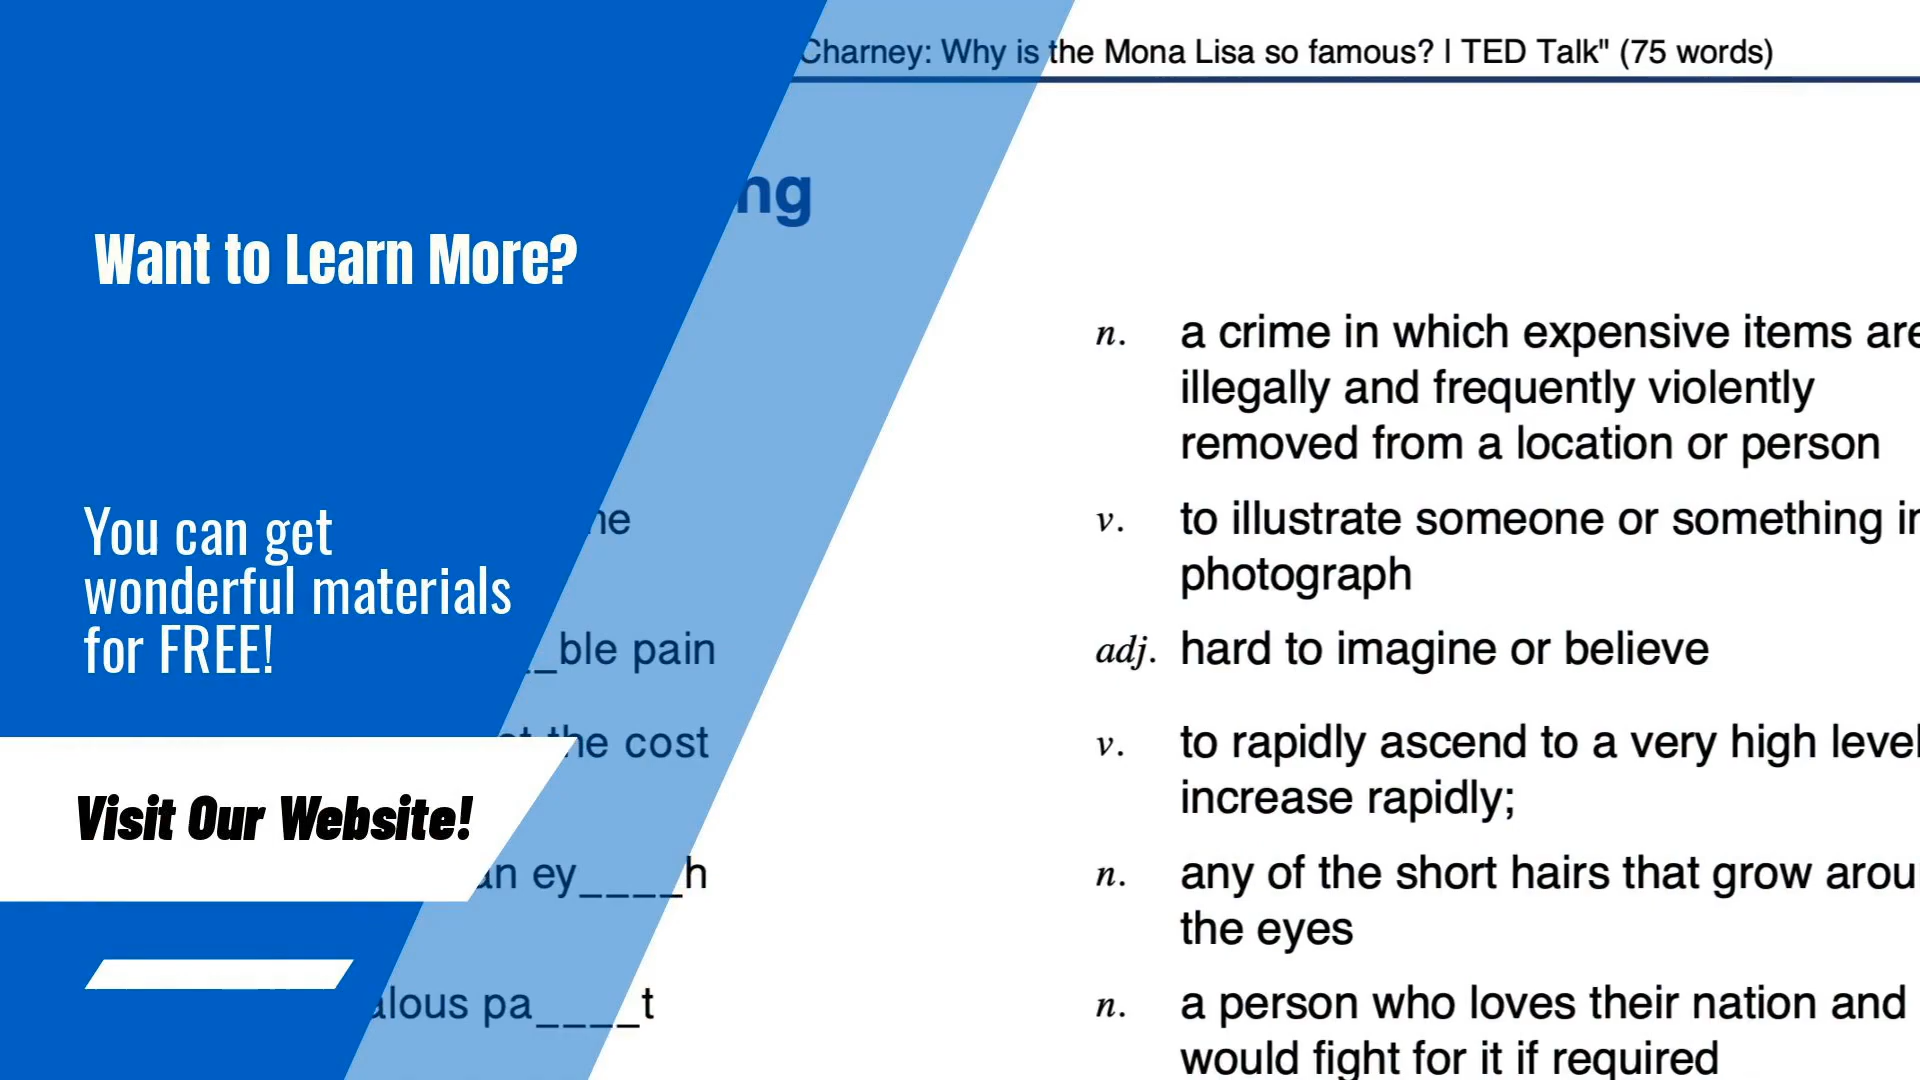 Charney: Why is the Mona Lisa so famous? | TED Talk" (75 words)
ng
Want to Learn More?
You can get
wonderful materials
for FREE!
Visit Our Website!
n. a crime in which expensive items are
illegally and frequently violently
removed from a location or person
v. to illustrate someone or something in
photograph
_ble pain
adj. hard to imagine or believe
the cost
v. to rapidly ascend to a very high level
increase rapidly;
an ey____h
n. any of the short hairs that grow arou
the eyes
alous pa____t
n. a person who loves their nation and
would fight for it if required